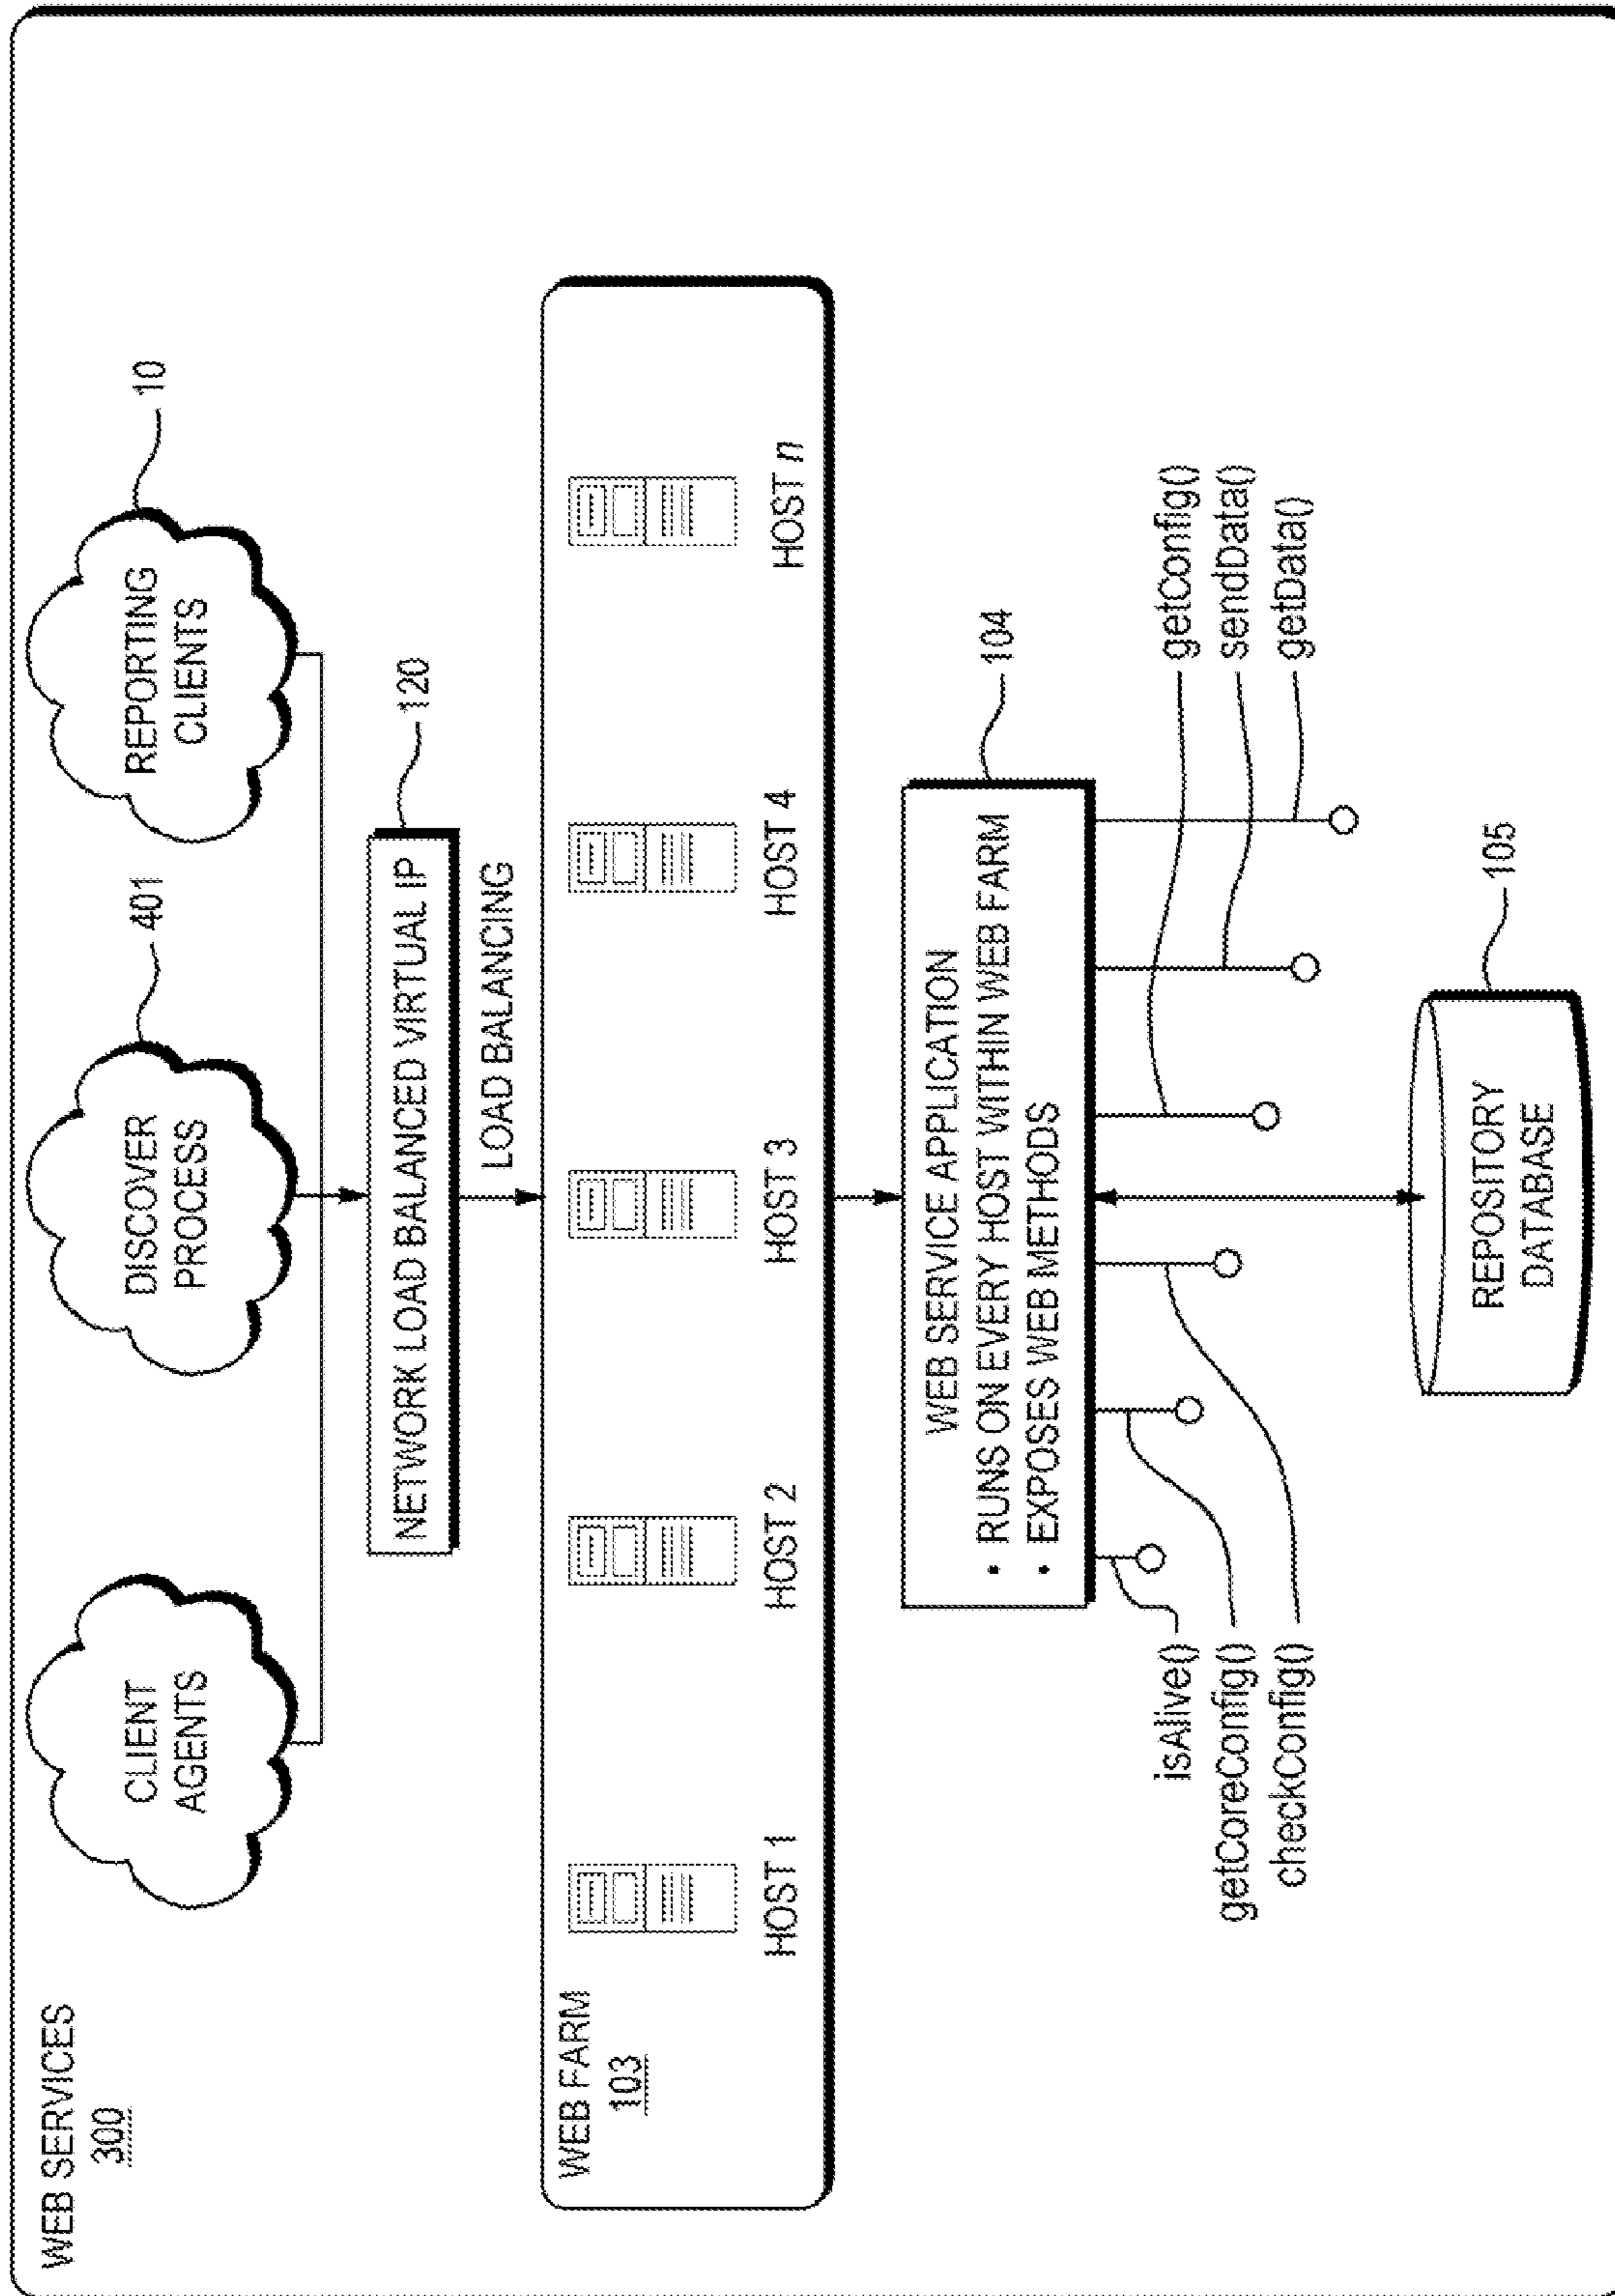 WEB SERVICES
300
CLIENT
AGENTS
DISCOVER
PROCESS
401
REPORTING
CLIENTS
10
NETWORK LOAD BALANCED VIRTUAL IP
120
LOAD BALANCING
WEB FARM
103
HOST 1
HOST 2
HOST 3
HOST 4
HOST n
WEB SERVICE APPLICATION
• RUNS ON EVERY HOST WITHIN WEB FARM
• EXPOSES WEB METHODS
104
isAlive()
getCoreConfig()
checkConfig()
getConfig()
sendData()
getData()
REPOSITORY
DATABASE
105